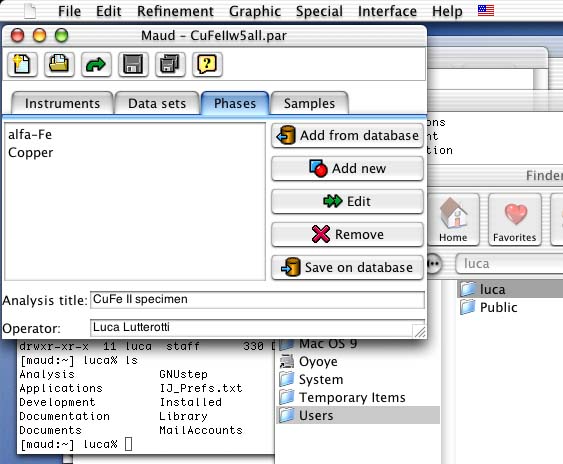 File Edit Refinement Graphic Special Interface Help
Maud – CuFeIIw5all.par
Instruments Data sets Phases Samples
alfa-Fe
Copper
Add from database
Add new
Edit
Remove
Save on database
Analysis title: CuFe II specimen
Operator: Luca Lutterotti
Finder
Home Favorites
luca
luca
Public
Mac OS 9
Oyoye
System
Temporary Items
Users
drwxr-xr-x 11 luca staff 330
[maud:~] luca% ls
Analysis GNUstep
Applications IJ_Prefs.txt
Development Installed
Documentation Library
Documents MailAccounts
[maud:~] luca%